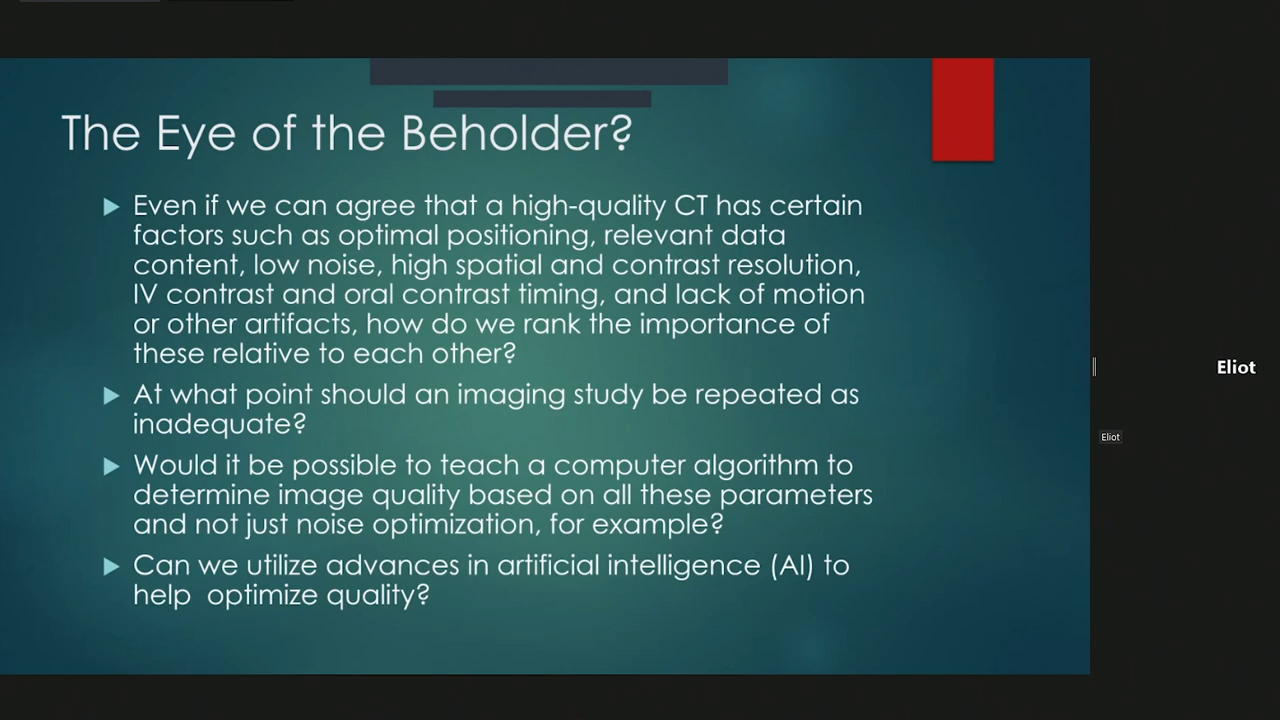 The Eye of the Beholder?
Even if we can agree that a high-quality CT has certain
factors such as optimal positioning, relevant data
content, low noise, high spatial and contrast resolution,
IV contrast and oral contrast timing, and lack of motion
or other artifacts, how do we rank the importance of
these relative to each other?
At what point should an imaging study be repeated as
inadequate?
Would it be possible to teach a computer algorithm to
determine image quality based on all these parameters
and not just noise optimization, for example?
Can we utilize advances in artificial intelligence (AI) to
help  optimize quality?
Eliot
Eliot